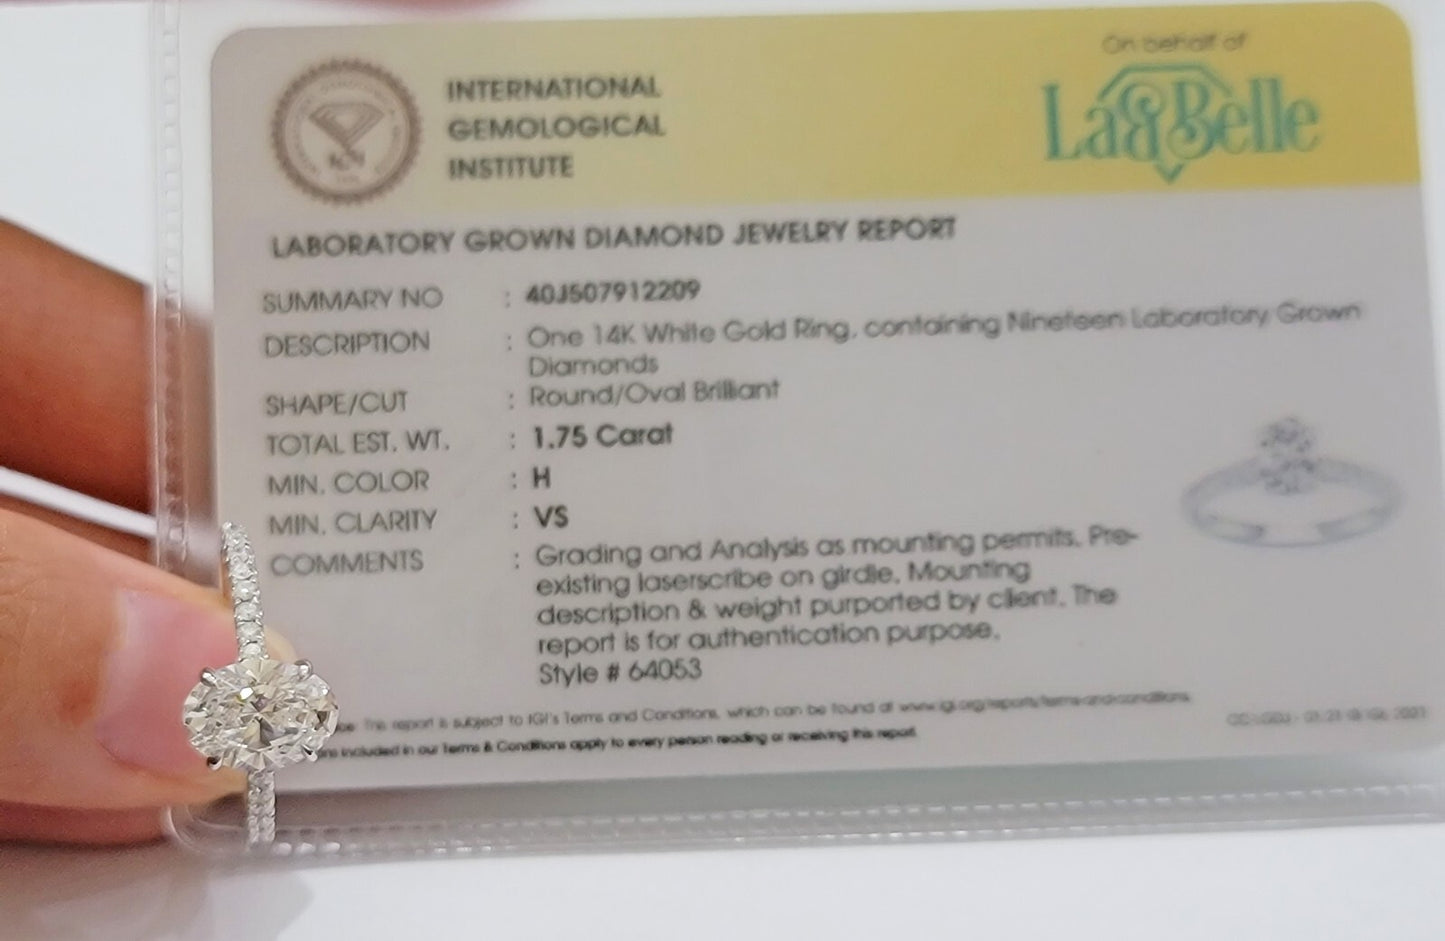 INTERNATIONAL
GEMOLOGICAL
INSTITUTE
On behalf of
Lab Belle
LABORATORY GROWN DIAMOND JEWELRY REPORT
SUMMARY NO : 40J507912209
DESCRIPTION : One 14K White Gold Ring, containing Nineteen Laboratory Grown
Diamonds
SHAPE/CUT : Round/Oval Brilliant
TOTAL EST. WT. : 1.75 Carat
MIN. COLOR : H
MIN. CLARITY : VS
COMMENTS : Grading and Analysis as mounting permits. Pre-
existing laserscribe on girdle. Mounting
description & weight purported by client. The
report is for authentication purpose.
Style # 64053
This report is subject to IGI's Terms and Conditions, which can be found at www.igi.org/reports/terms-and-conditions.
included in our Terms & Conditions apply to every person reading or receiving this report.